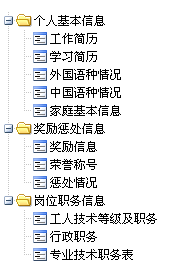 个人基本信息
工作简历
学习简历
外国语种情况
中国语种情况
家庭基本信息
奖励惩处信息
奖励信息
荣誉称号
惩处情况
岗位职务信息
工人技术等级及职务
行政职务
专业技术职务表